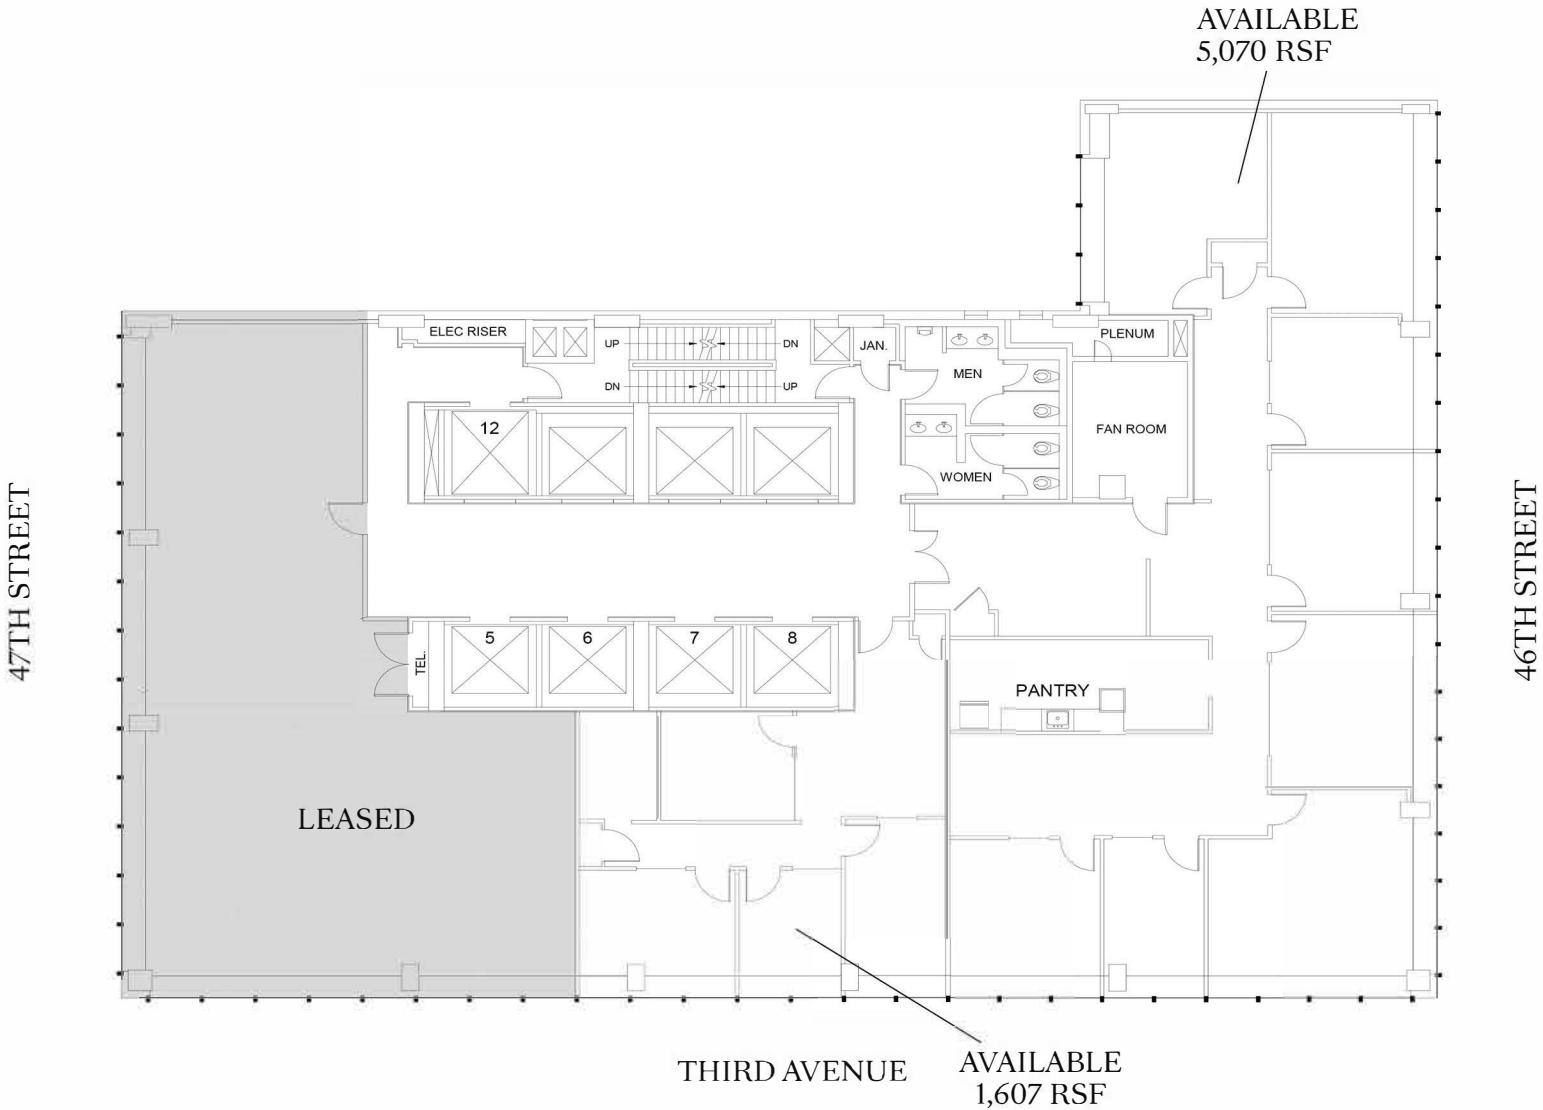 AVAILABLE
5,070 RSF
ELEC RISER
UP
DN
JAN.
PLENUM
DN
UP
MEN
12
FAN ROOM
WOMEN
47TH STREET
46TH STREET
TEL.
5
6
7
8
PANTRY
LEASED
THIRD AVENUE
AVAILABLE
1,607 RSF